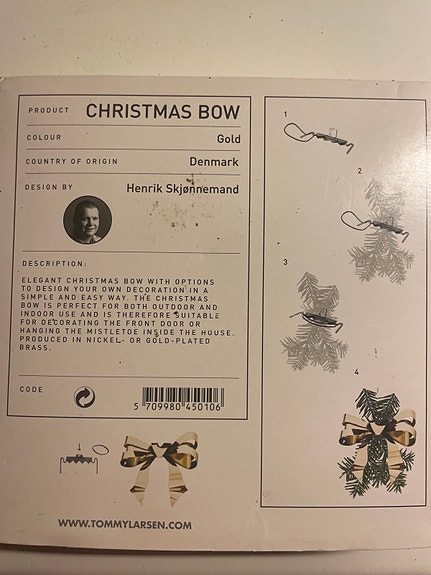 PRODUCT CHRISTMAS BOW
COLOUR Gold
COUNTRY OF ORIGIN Denmark
DESIGN BY Henrik Skjønnemand
DESCRIPTION:
ELEGANT CHRISTMAS BOW WITH OPTIONS
TO DESIGN YOUR OWN DECORATION IN A
SIMPLE AND EASY WAY. THE CHRISTMAS
BOW IS PERFECT FOR BOTH OUTDOOR AND
INDOOR USE AND IS THEREFORE SUITABLE
FOR DECORATING THE FRONT DOOR OR
HANGING THE MISTLETOE INSIDE THE HOUSE.
PRODUCED IN NICKEL- OR GOLD-PLATED
BRASS.
CODE
5 709980 450106
WWW.TOMMYLARSEN.COM
1
2
3
4